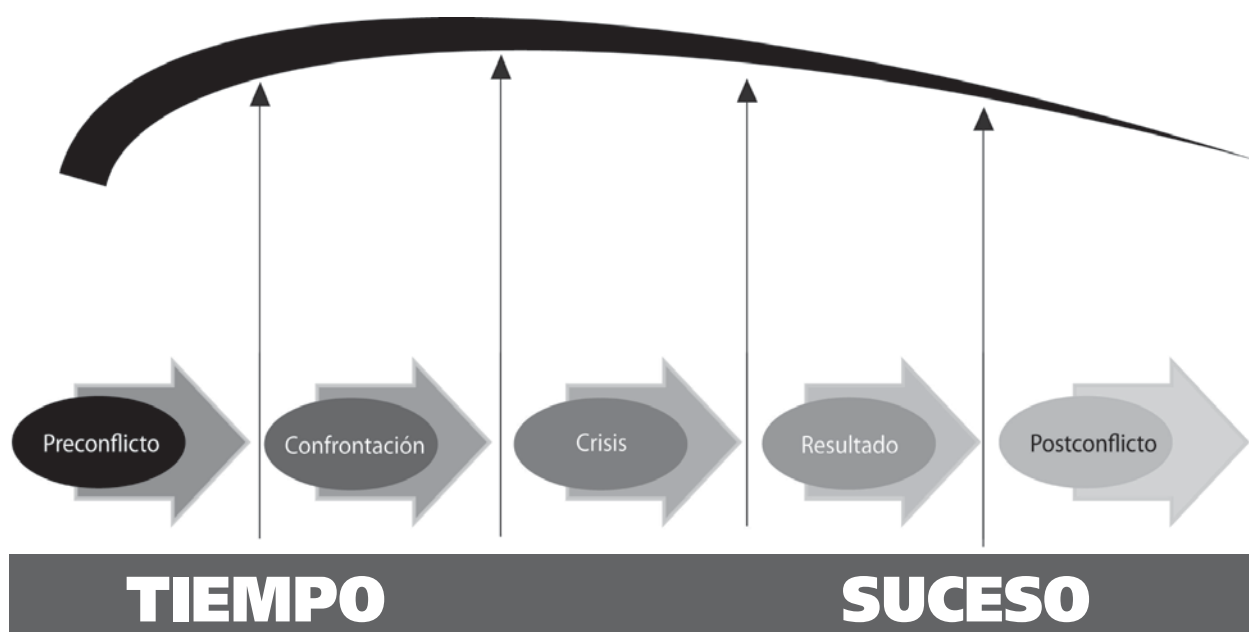 Preconflicto
Confrontación
Crisis
Resultado
Postconflicto
TIEMPO
SUCESO